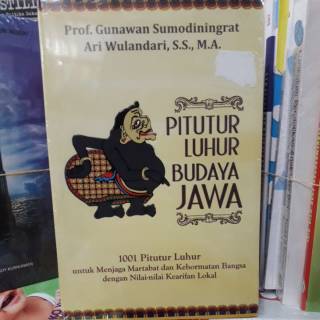 Prof. Gunawan Sumodiningrat
Ari Wulandari, S.S., M.A.
PITUTUR
LUHUR
BUDAYA
JAWA
1001 Pitutur Luhur
untuk Menjaga Martabat dan Kehormatan Bangsa
dengan Nilai-nilai Kearifan Lokal